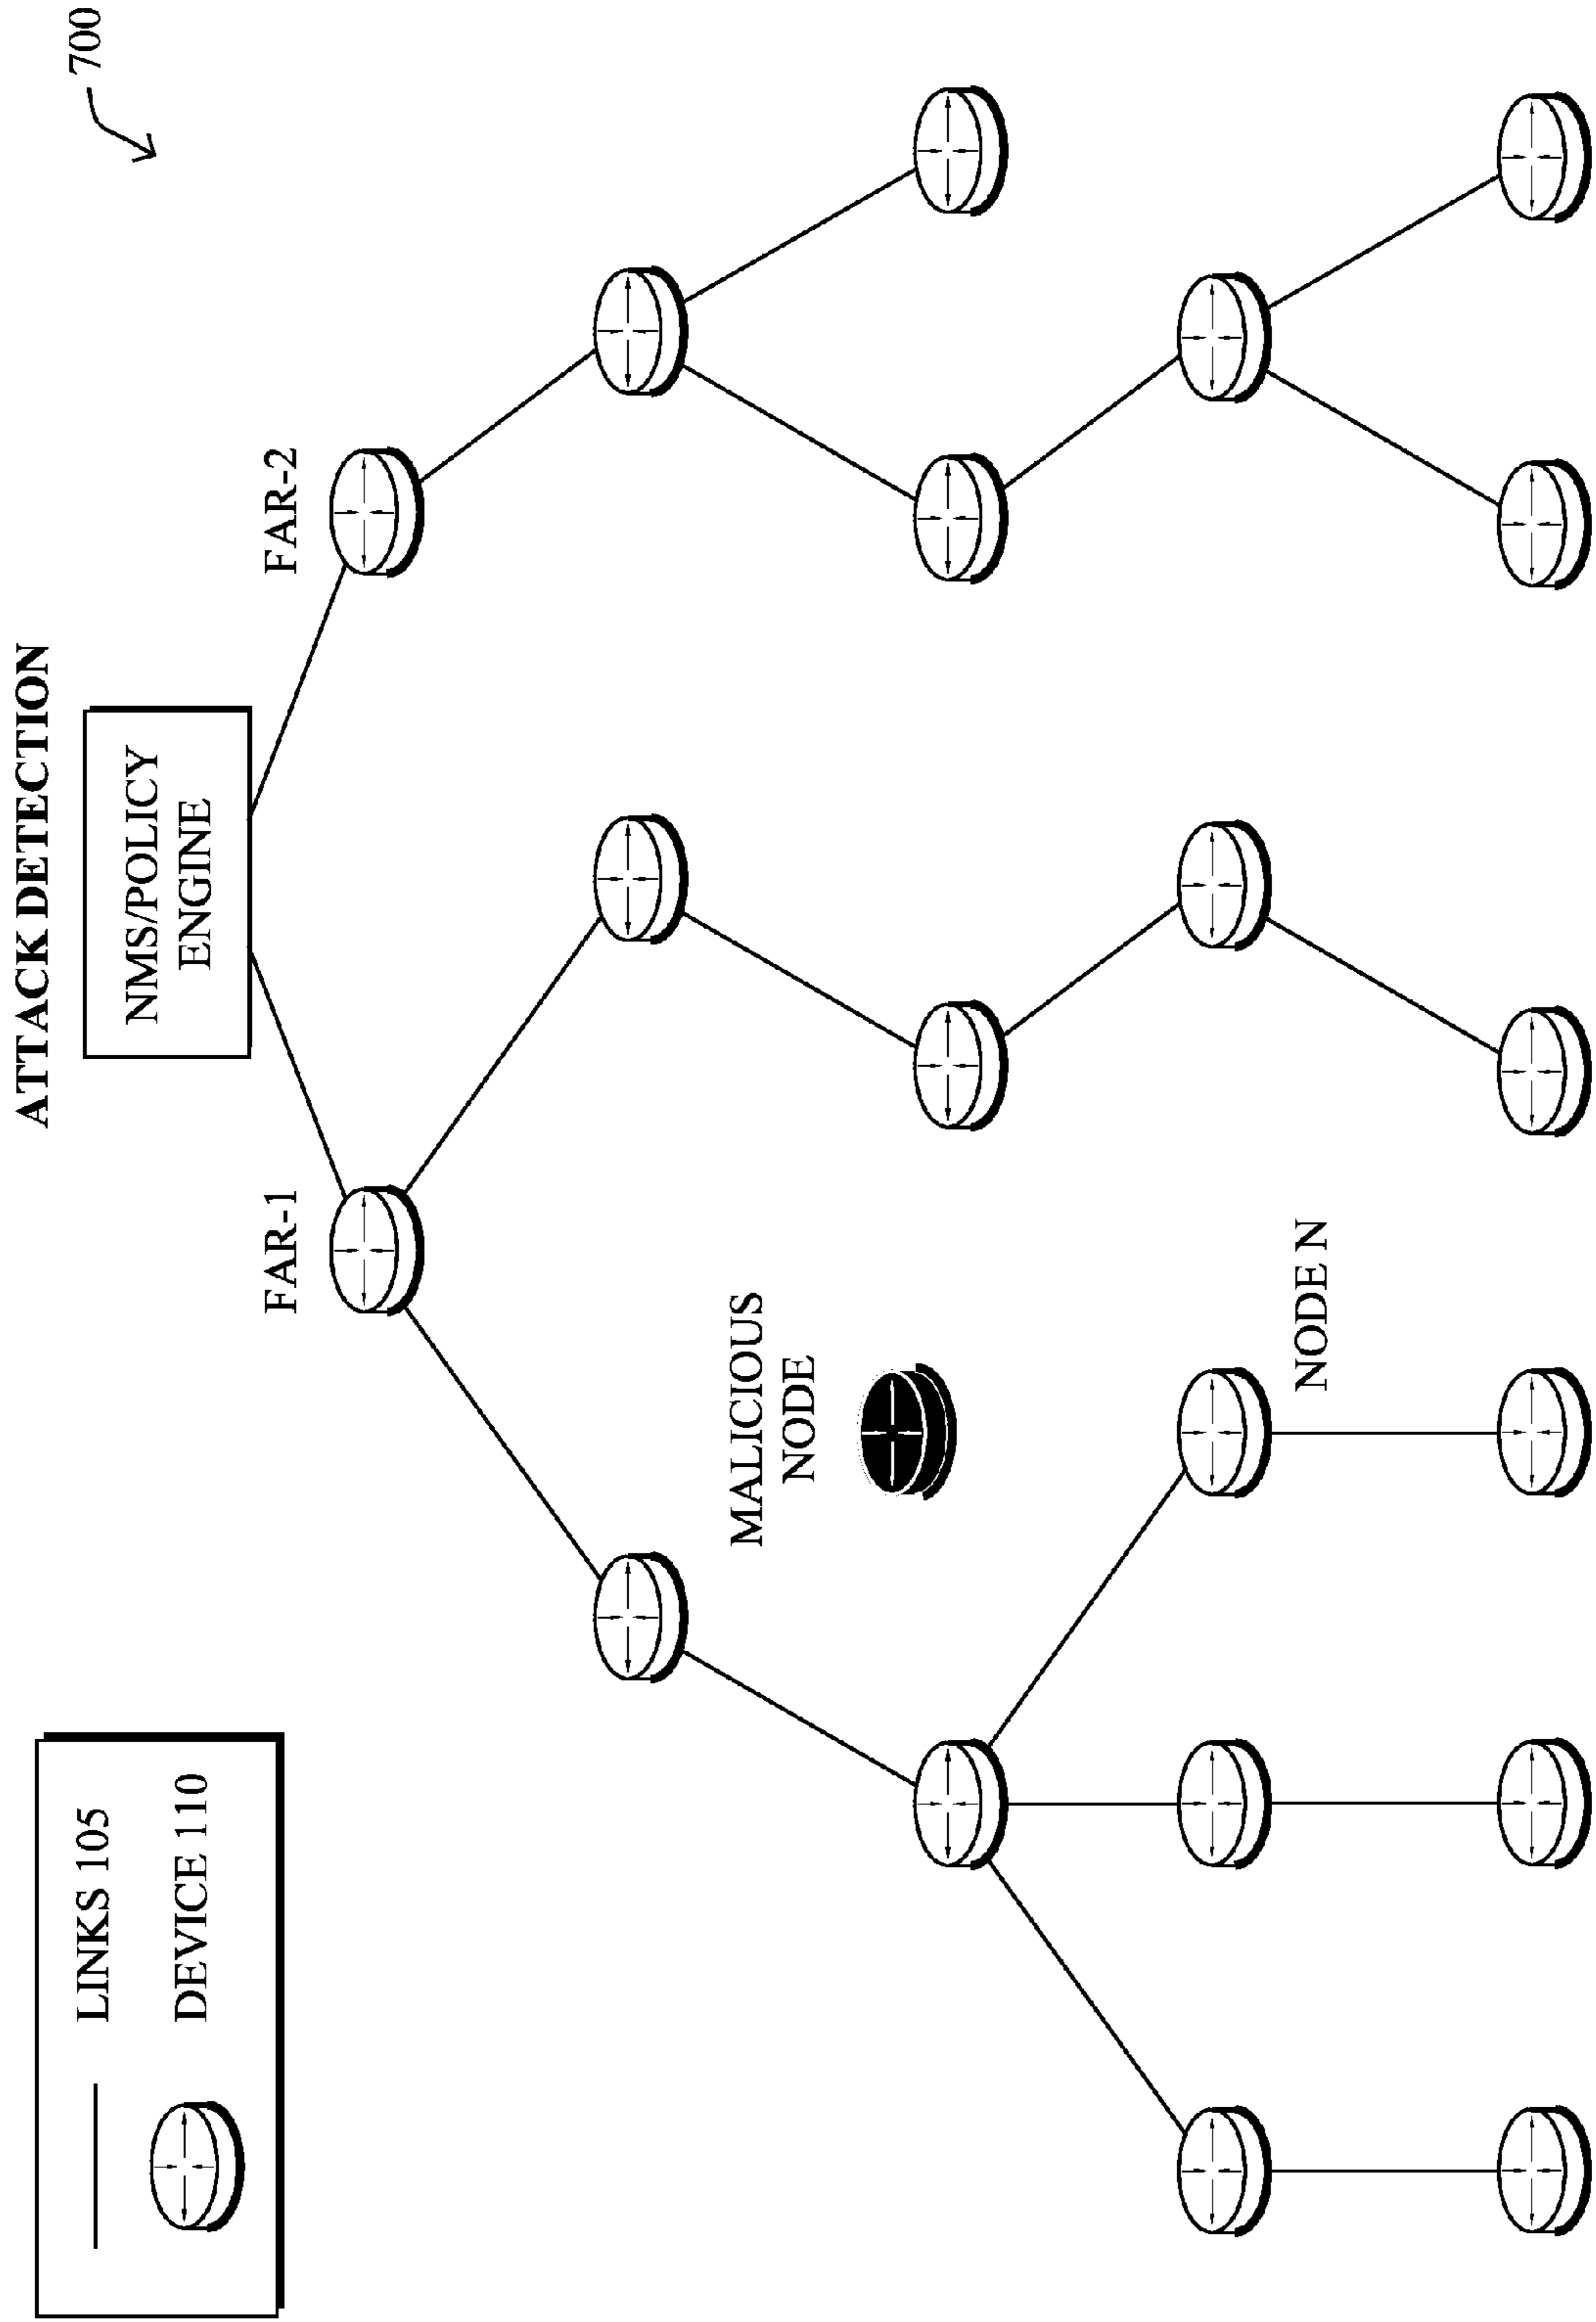 ATTACK DETECTION
700
LINKS 105
DEVICE 110
NMS/POLICY
ENGINE
FAR-1
FAR-2
MALICIOUS
NODE
NODE N